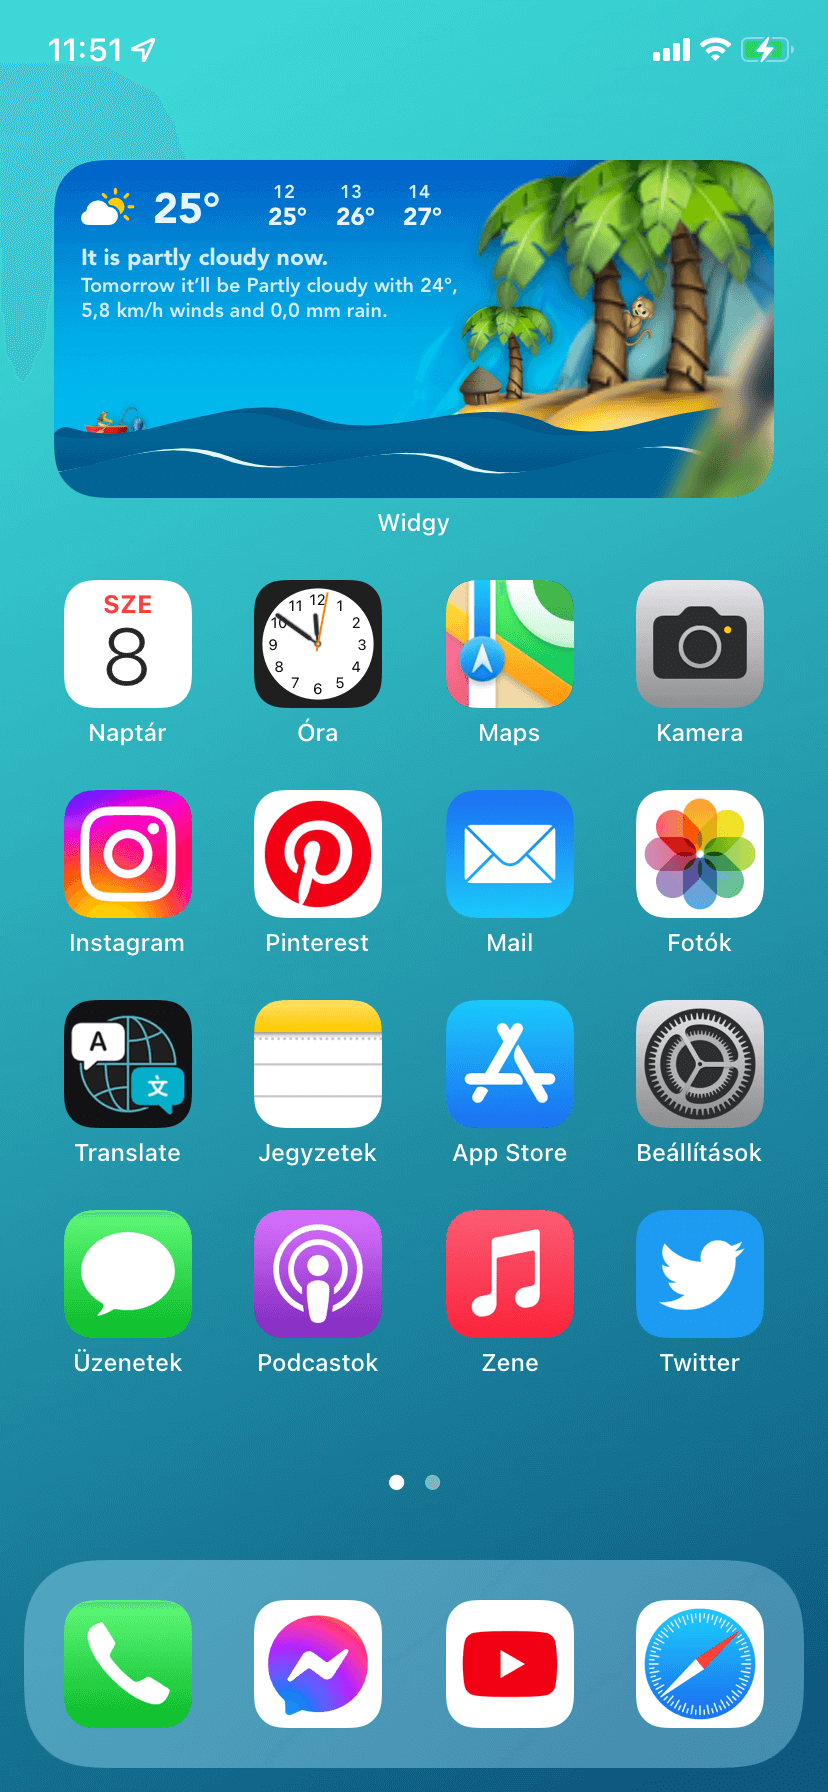 11:51
25°
12 13 14
25° 26° 27°
It is partly cloudy now.
Tomorrow it'll be Partly cloudy with 24°,
5,8 km/h winds and 0,0 mm rain.
Widgy
SZE
8
12
11 1
10 2
9 3
8 4
7 5
6
Naptár Óra Maps Kamera
Instagram Pinterest Mail Fotók
A
文
Translate Jegyzetek App Store Beállítások
Üzenetek Podcastok Zene Twitter